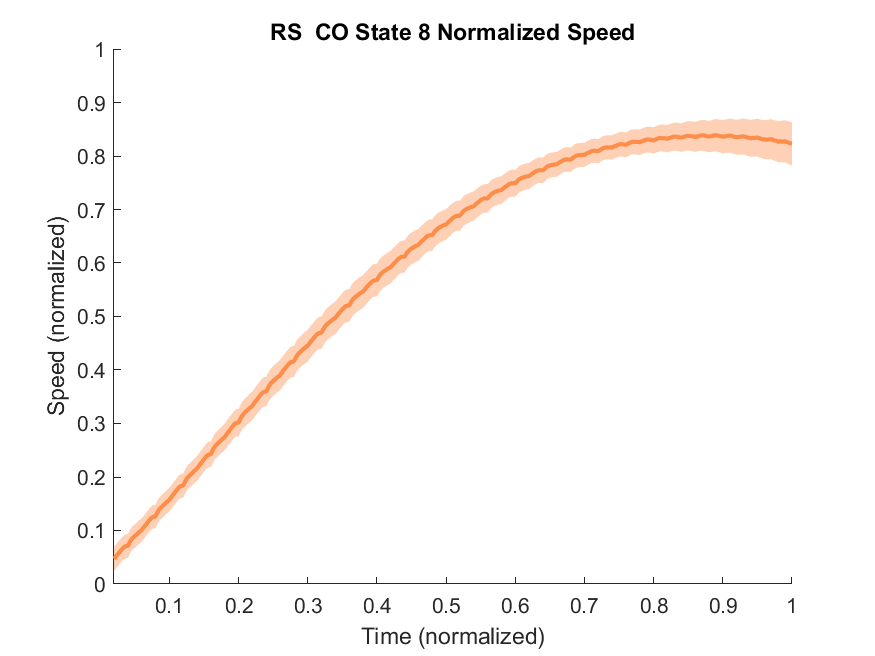 RS  CO State 8 Normalized Speed
1
0.9
0.8
0.7
0.6
0.5
0.4
0.3
0.2
0.1
0
Speed (normalized)
0.1 0.2 0.3 0.4 0.5 0.6 0.7 0.8 0.9 1
Time (normalized)